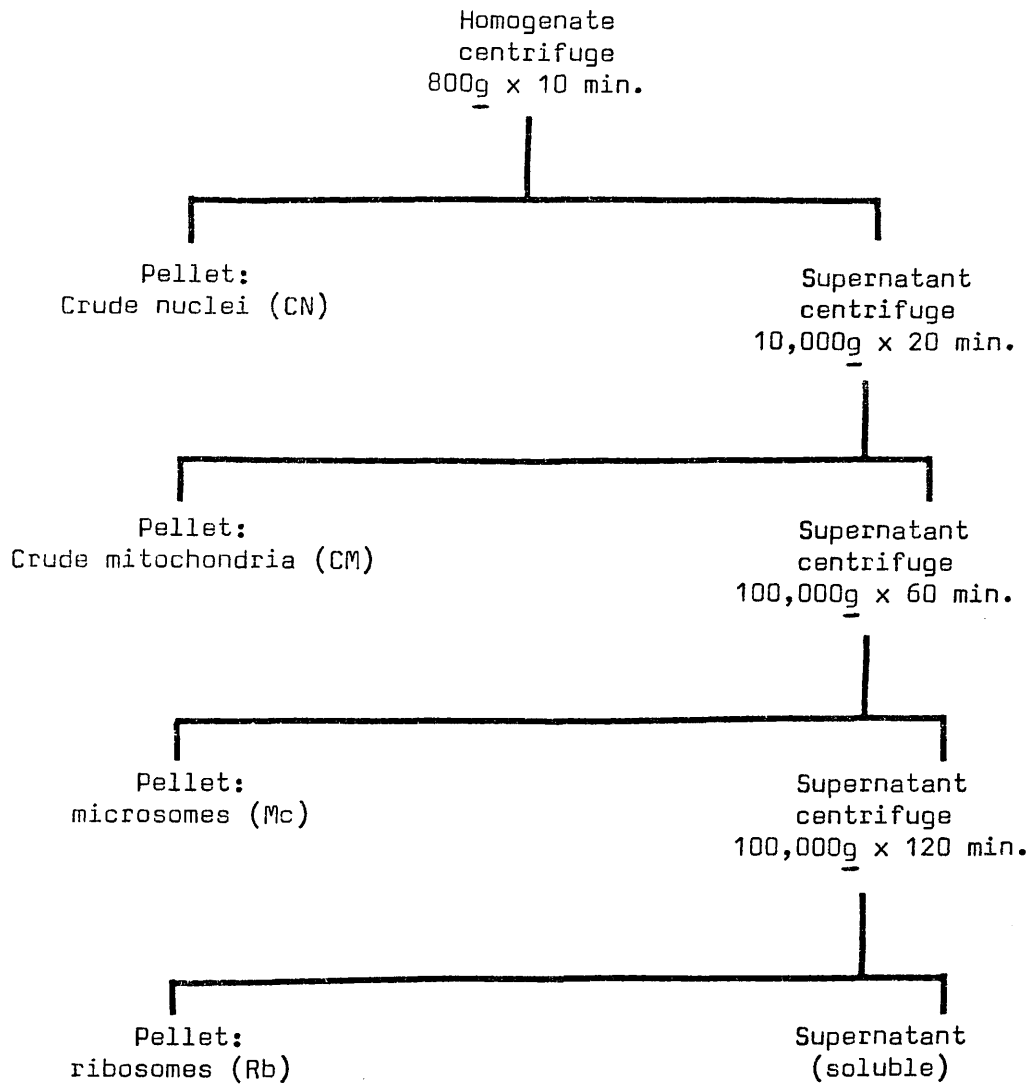 Homogenate
centrifuge
800g x 10 min.
Pellet:
Crude nuclei (CN)
Supernatant
centrifuge
10,000g x 20 min.
Pellet:
Crude mitochondria (CM)
Supernatant
centrifuge
100,000g x 60 min.
Pellet:
microsomes (Mc)
Supernatant
centrifuge
100,000g x 120 min.
Pellet:
ribosomes (Rb)
Supernatant
(soluble)